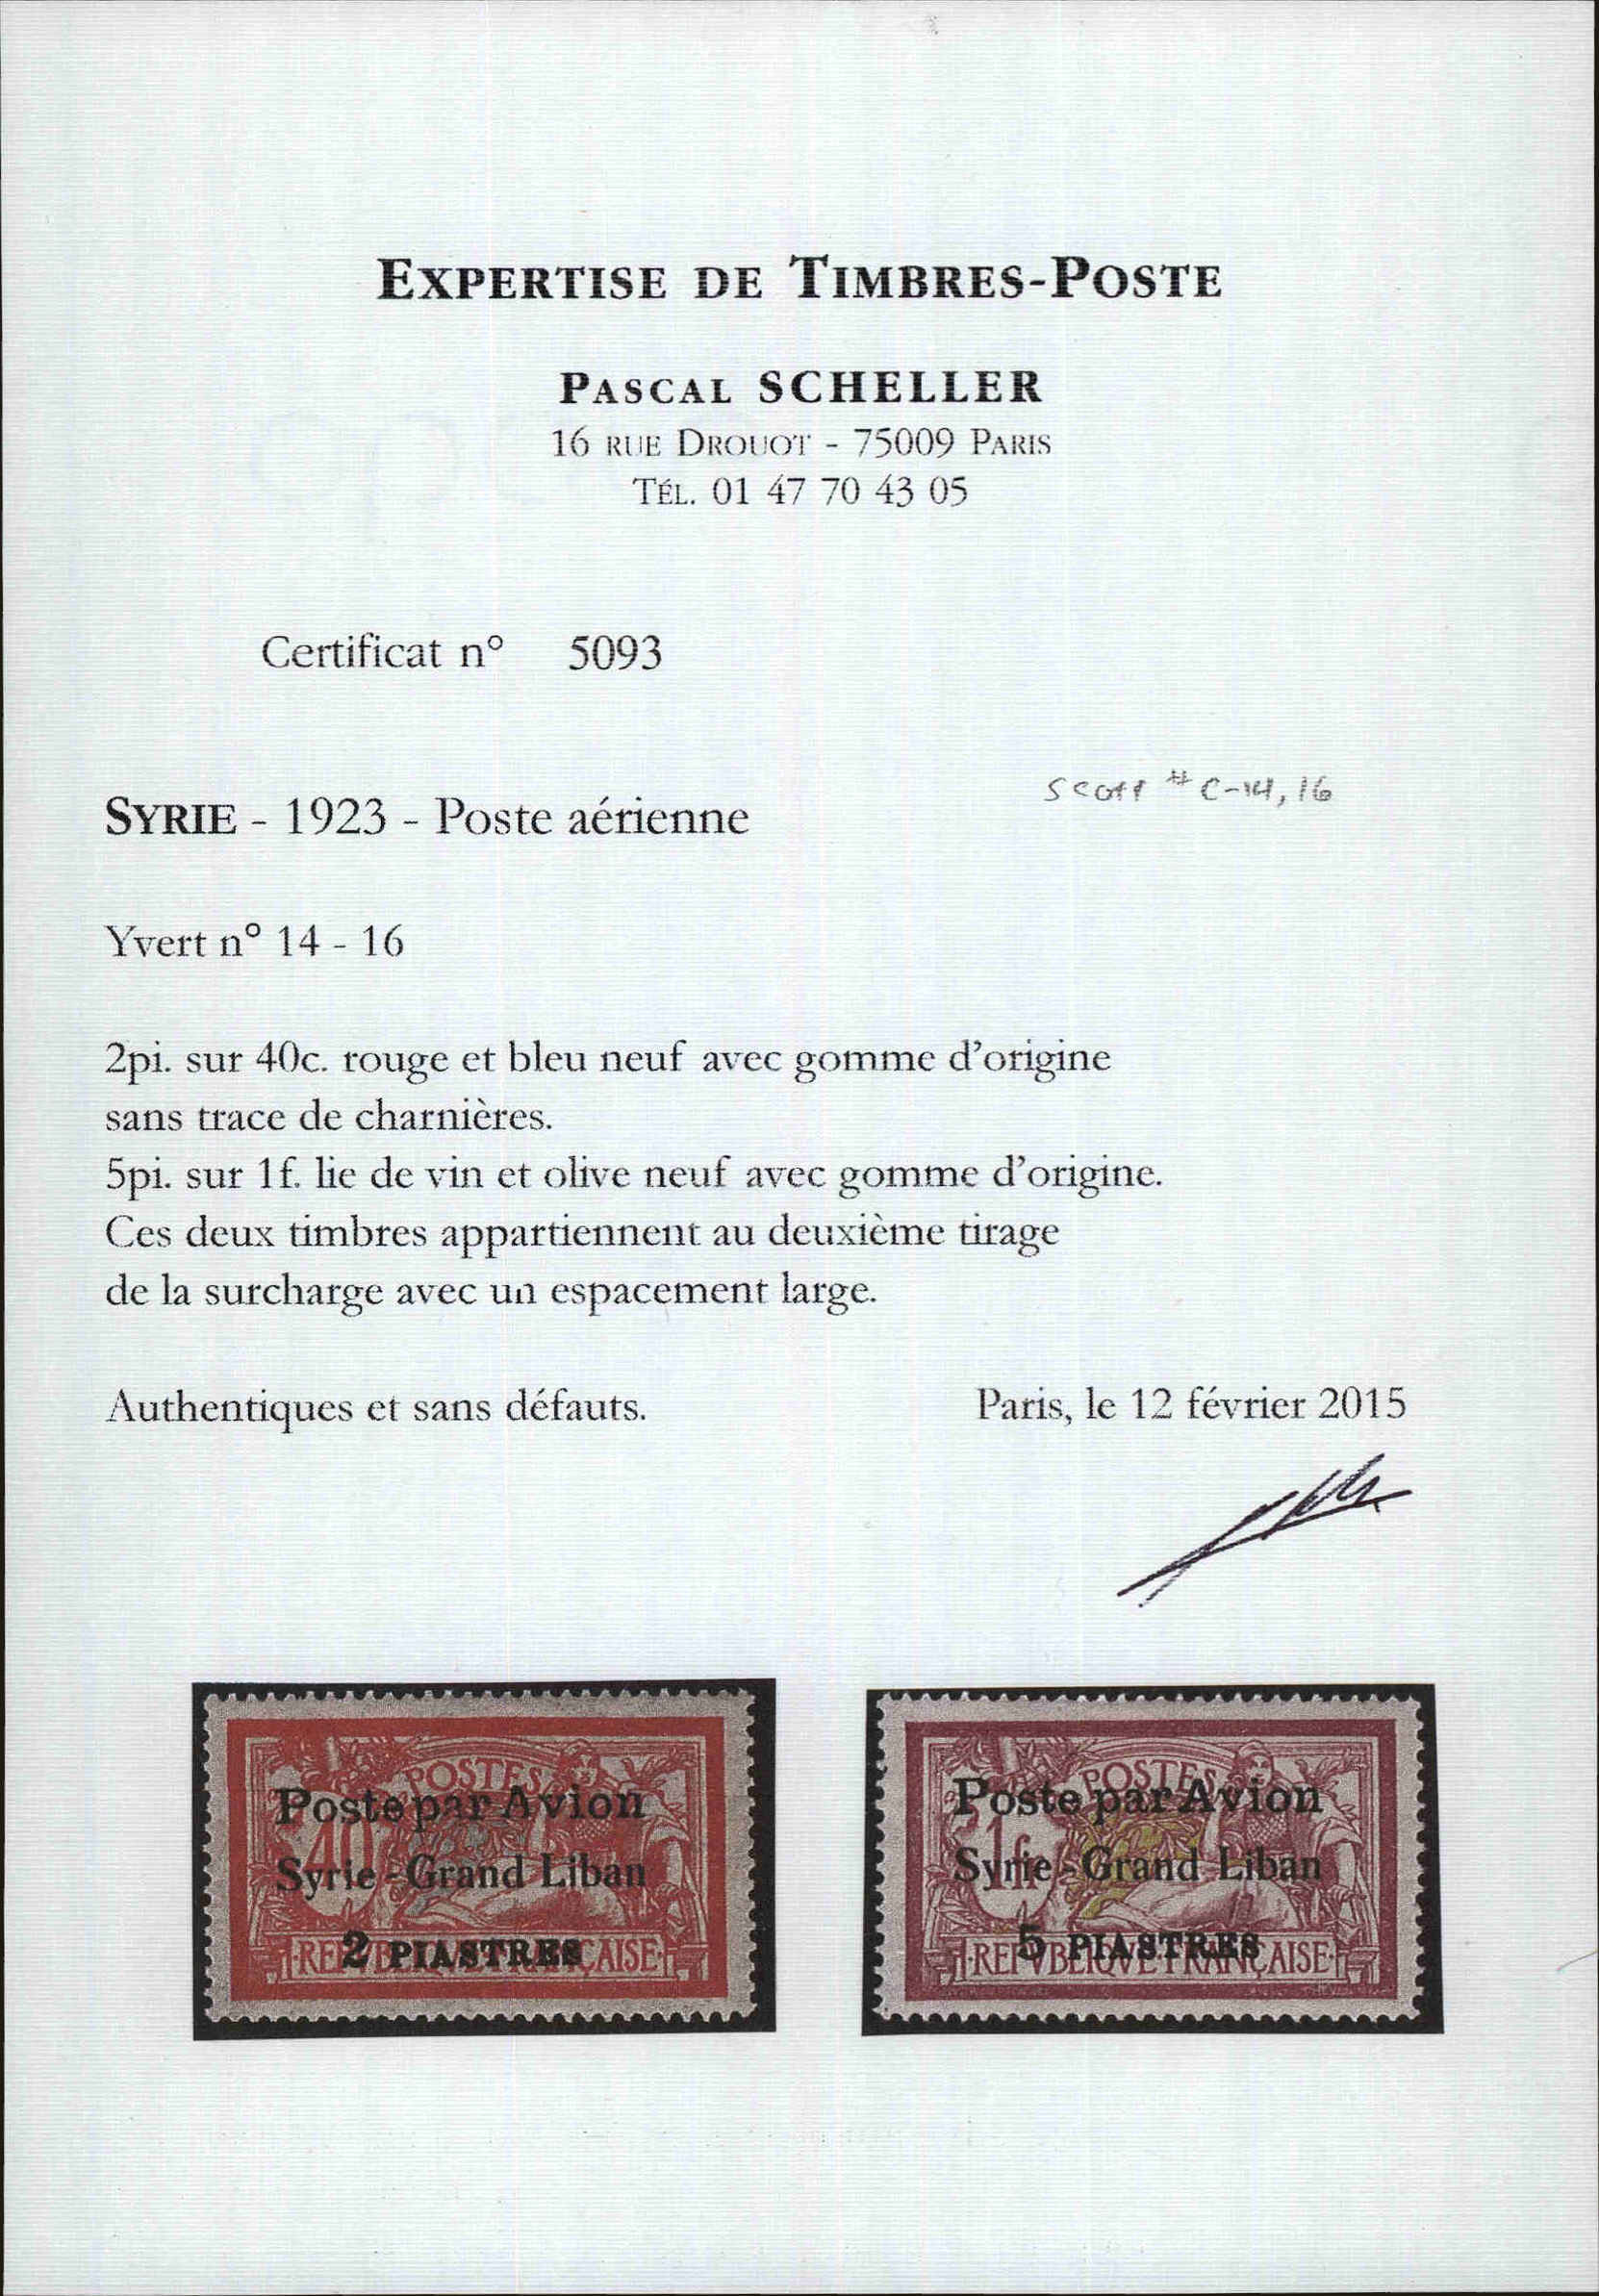 EXPERTISE DE TIMBRES-POSTE
PASCAL SCHELLER
16 RUE DROUOT - 75009 PARIS
TÉL. 01 47 70 43 05
Certificat n° 5093
Scott # C-14, 16
SYRIE - 1923 - Poste aérienne
Yvert n° 14 - 16
2pi. sur 40c. rouge et bleu neuf avec gomme d'origine
sans trace de charnières.
5pi. sur 1f. lie de vin et olive neuf avec gomme d'origine.
Ces deux timbres appartiennent au deuxième tirage
de la surcharge avec un espacement large.
Authentiques et sans défauts.
Paris, le 12 février 2015
POSTES
Poste par Avion
40
Syrie - Grand Liban
2 PIASTRES
POSTES
Poste par Avion
1f
Syrie - Grand Liban
5 PIASTRES